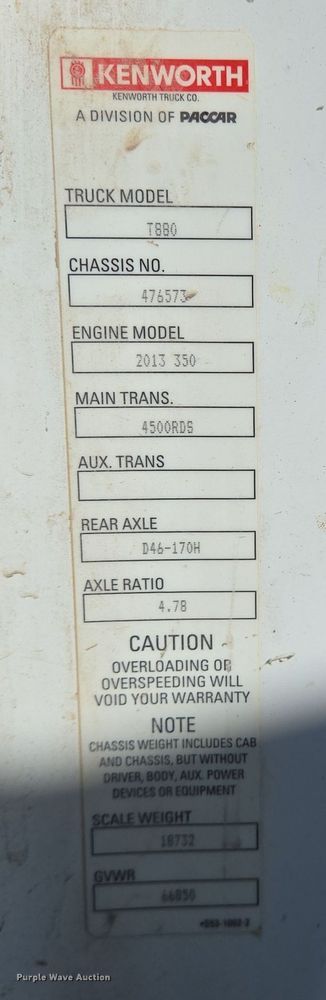 KENWORTH
KENWORTH TRUCK CO.
A DIVISION OF PACCAR
TRUCK MODEL
T880
CHASSIS NO.
476573
ENGINE MODEL
2013 350
MAIN TRANS.
4500RDS
AUX. TRANS
REAR AXLE
D46-170H
AXLE RATIO
4.78
CAUTION
OVERLOADING OR
OVERSPEEDING WILL
VOID YOUR WARRANTY
NOTE
CHASSIS WEIGHT INCLUDES CAB
AND CHASSIS, BUT WITHOUT
DRIVER, BODY, AUX. POWER
DEVICES OR EQUIPMENT
SCALE WEIGHT
18732
GVWR
66850
Purple Wave Auction